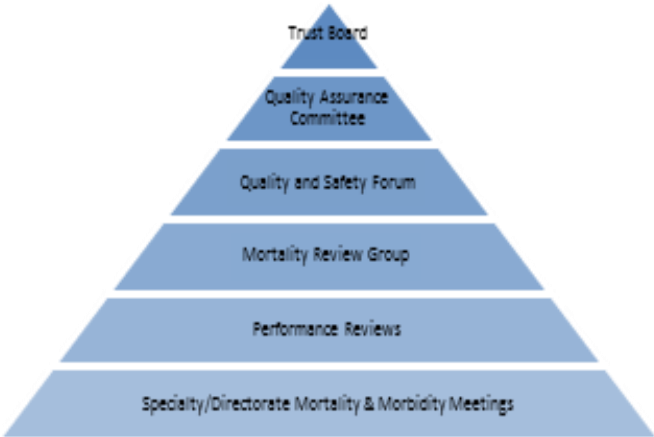 Trust Board
Quality Assurance
Committee
Quality and Safety Forum
Mortality Review Group
Performance Reviews
Specialty/Directorate Mortality & Morbidity Meetings